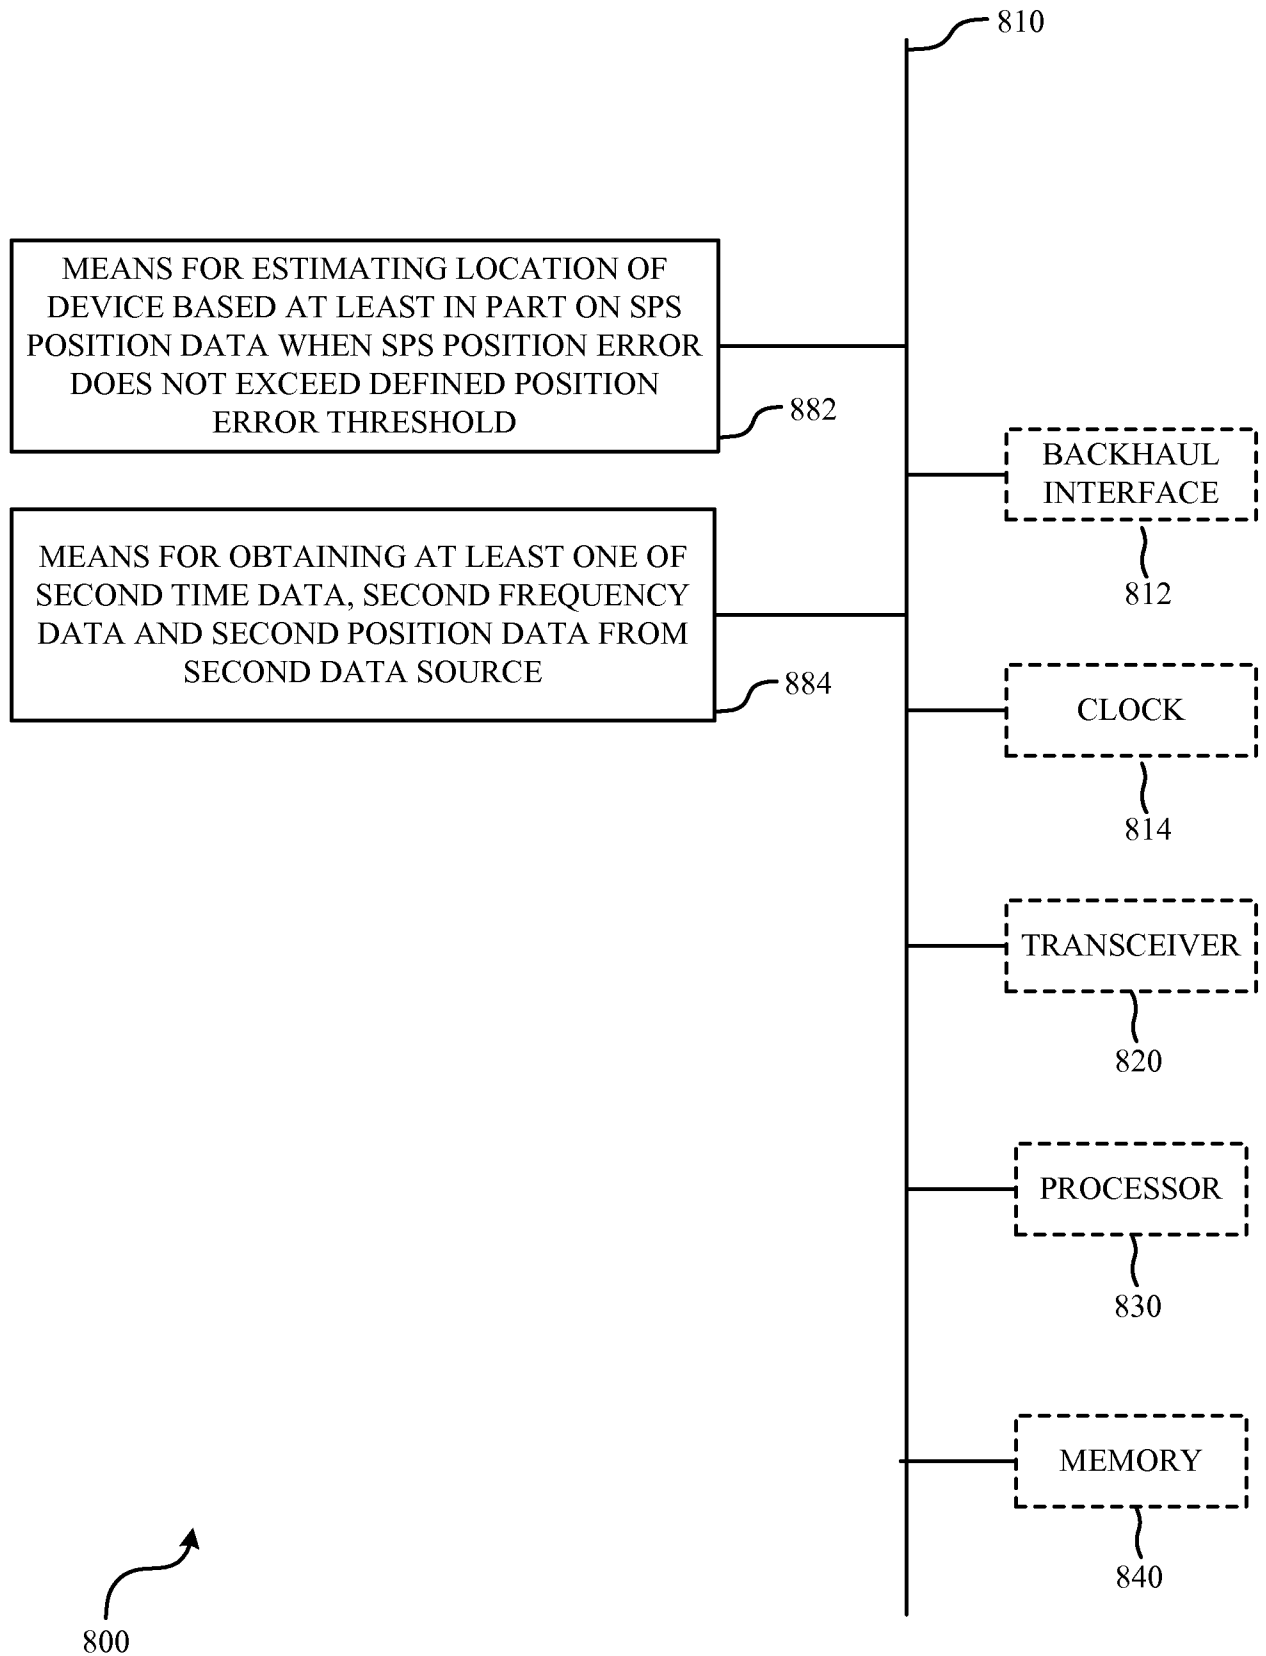 810
MEANS FOR ESTIMATING LOCATION OF
DEVICE BASED AT LEAST IN PART ON SPS
POSITION DATA WHEN SPS POSITION ERROR
DOES NOT EXCEED DEFINED POSITION
ERROR THRESHOLD
882
BACKHAUL
INTERFACE
812
MEANS FOR OBTAINING AT LEAST ONE OF
SECOND TIME DATA, SECOND FREQUENCY
DATA AND SECOND POSITION DATA FROM
SECOND DATA SOURCE
884
CLOCK
814
TRANSCEIVER
820
PROCESSOR
830
MEMORY
840
800